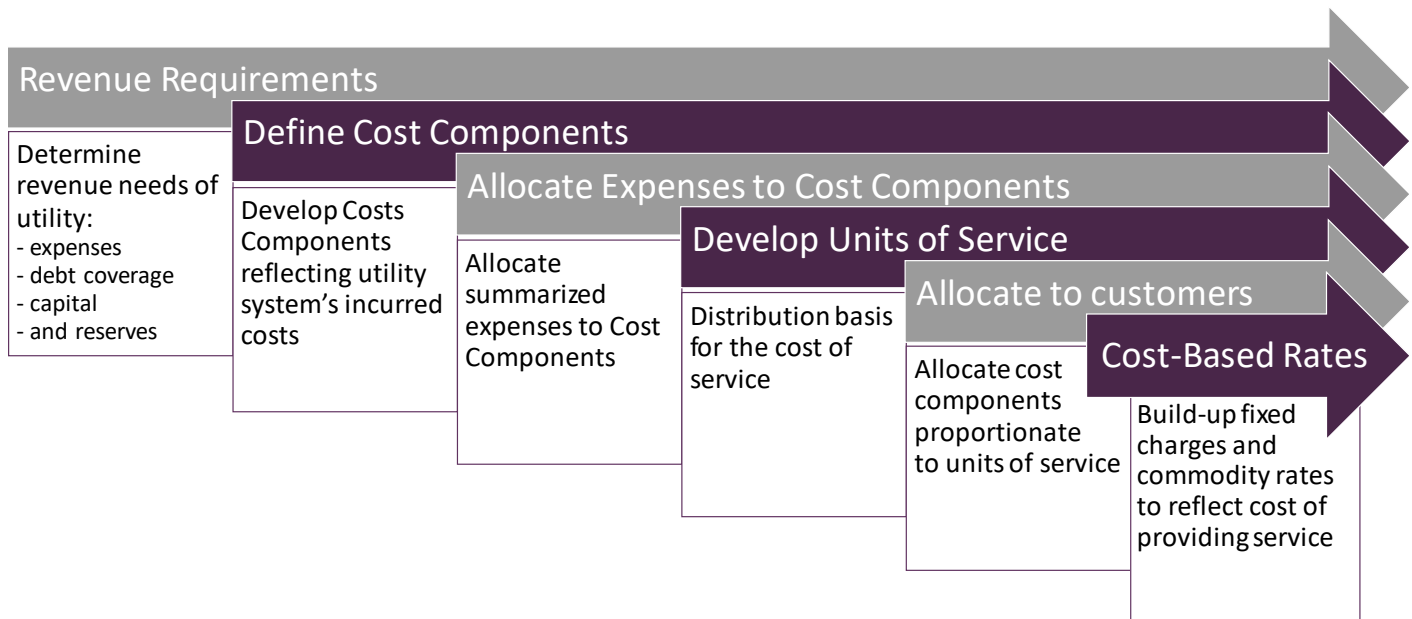 Revenue Requirements
Determine
revenue needs of
utility:
- expenses
- debt coverage
- capital
- and reserves
Define Cost Components
Develop Costs
Components
reflecting utility
system's incurred
costs
Allocate Expenses to Cost Components
Allocate
summarized
expenses to Cost
Components
Develop Units of Service
Distribution basis
for the cost of
service
Allocate to customers
Allocate cost
components
proportionate
to units of service
Cost-Based Rates
Build-up fixed
charges and
commodity rates
to reflect cost of
providing service